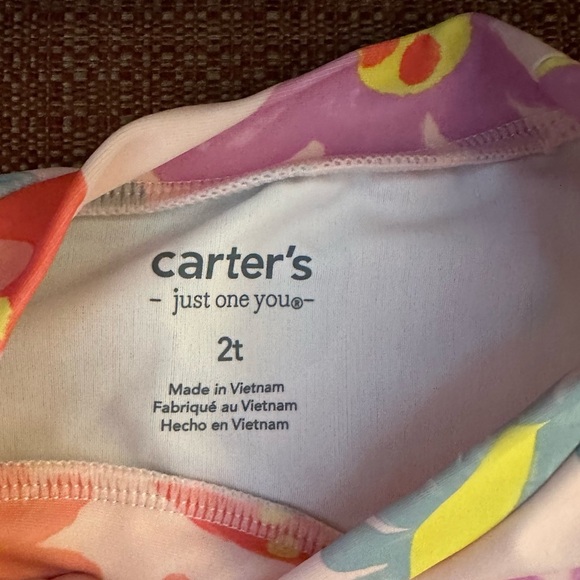 carter's
- just one you®-
2t
Made in Vietnam
Fabriqué au Vietnam
Hecho en Vietnam